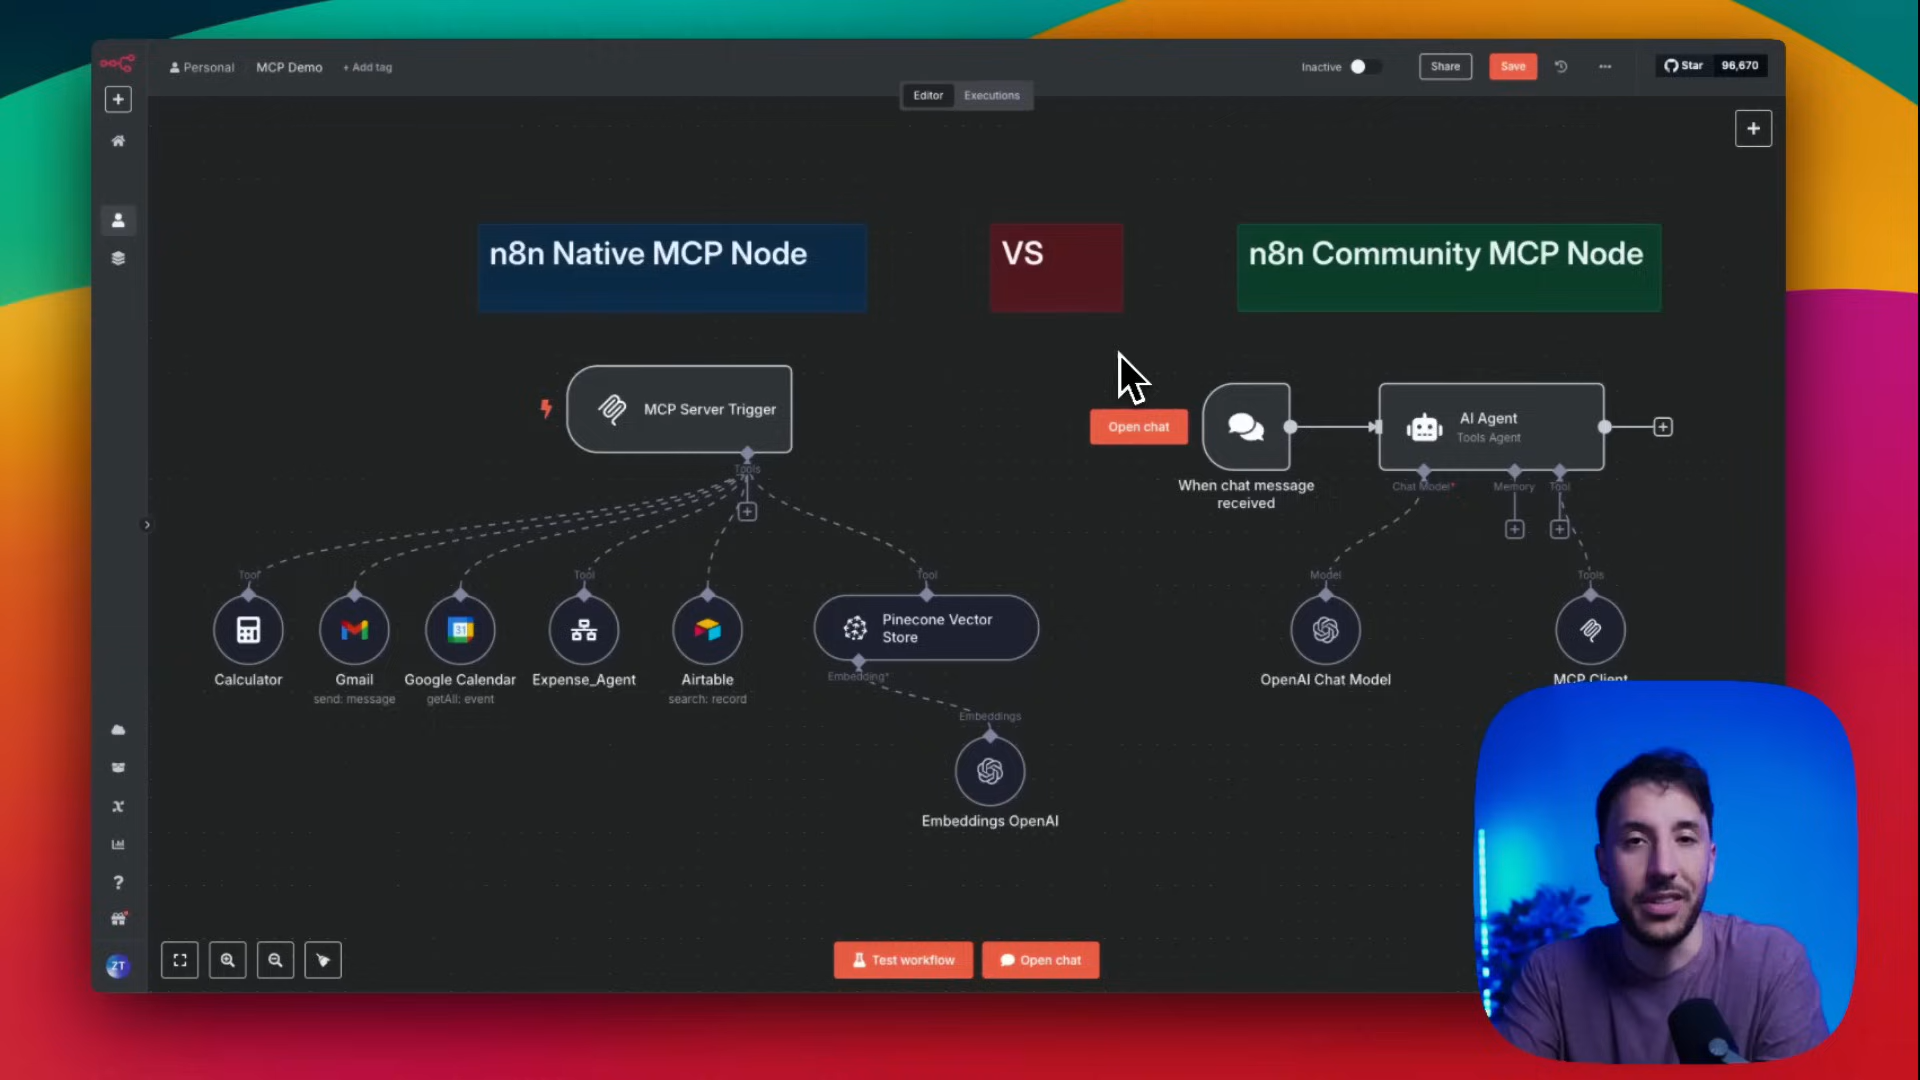 Personal
MCP Demo
+ Add tag
Inactive
Share
Save
Star
96,670
Editor
Executions
n8n Native MCP Node
VS
n8n Community MCP Node
MCP Server Trigger
Tools
Open chat
When chat message
received
AI Agent
Tools Agent
Chat Model*
Memory
Tool
Tool
Tool
Tool
Model
Tools
31
Calculator
Gmail
send: message
Google Calendar
getAll: event
Expense_Agent
Airtable
search: record
Pinecone Vector
Store
Embedding*
Embeddings
Embeddings OpenAI
OpenAI Chat Model
MCP Client
ZT
Test workflow
Open chat